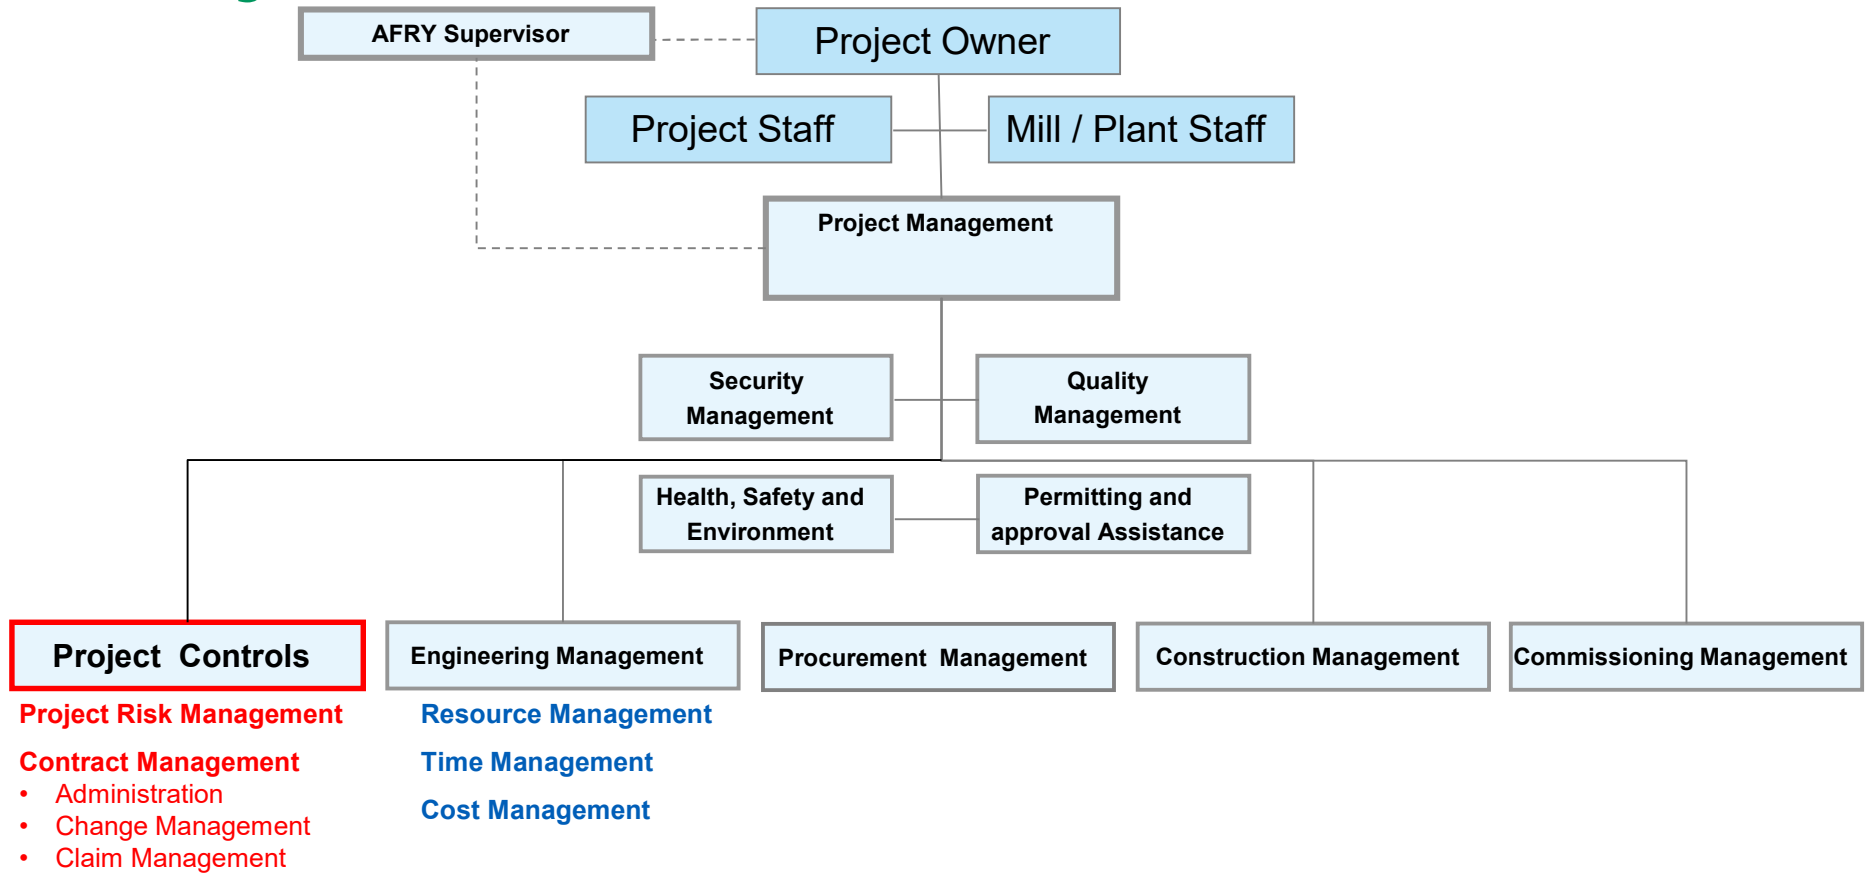 AFRY Supervisor
Project Owner
Project Staff
Mill / Plant Staff
Project Management
Security
Management
Quality
Management
Health, Safety and
Environment
Permitting and
approval Assistance
Project Controls
Engineering Management
Procurement Management
Construction Management
Commissioning Management
Project Risk Management
Contract Management
• Administration
• Change Management
• Claim Management
Resource Management
Time Management
Cost Management